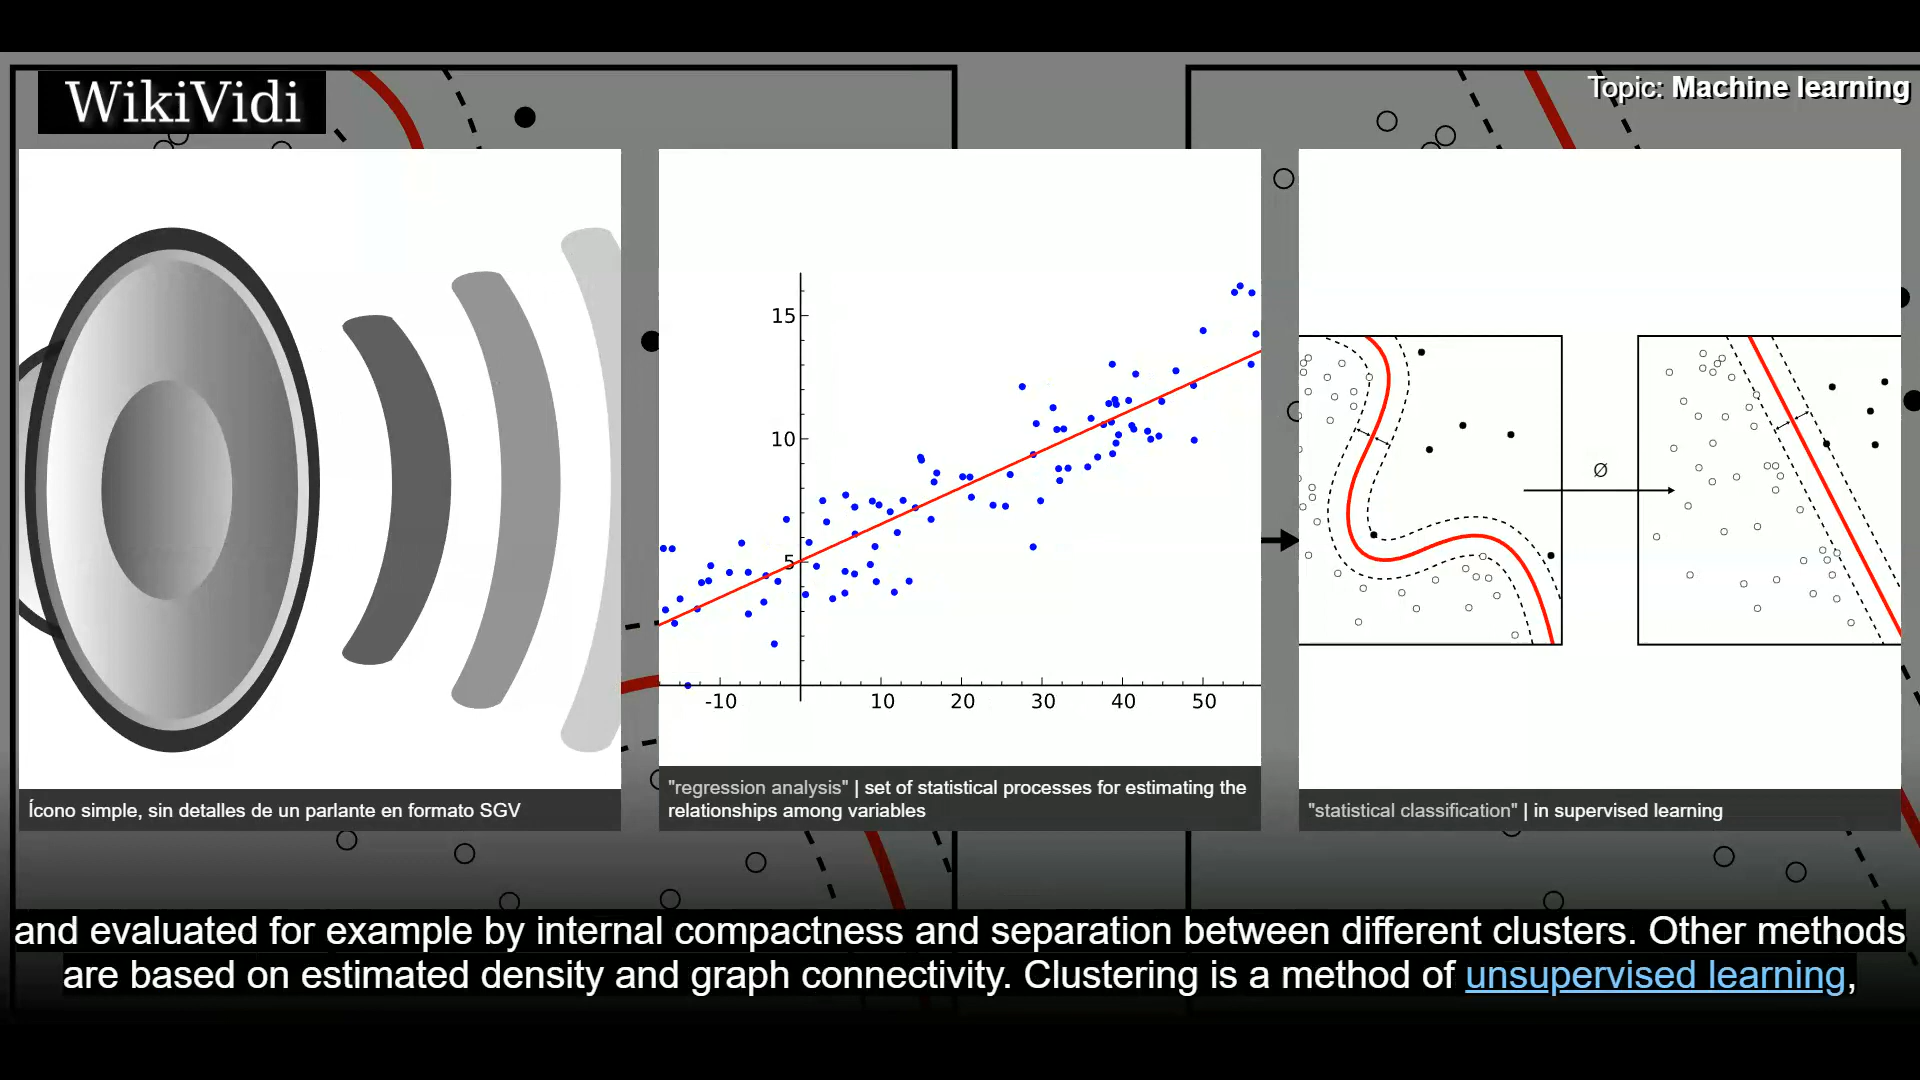 WikiVidi
Topic: Machine learning
15
10
5
-10 10 20 30 40 50
Ø
Ícono simple, sin detalles de un parlante en formato SGV
"regression analysis" | set of statistical processes for estimating the
relationships among variables
"statistical classification" | in supervised learning
and evaluated for example by internal compactness and separation between different clusters. Other methods
are based on estimated density and graph connectivity. Clustering is a method of unsupervised learning,